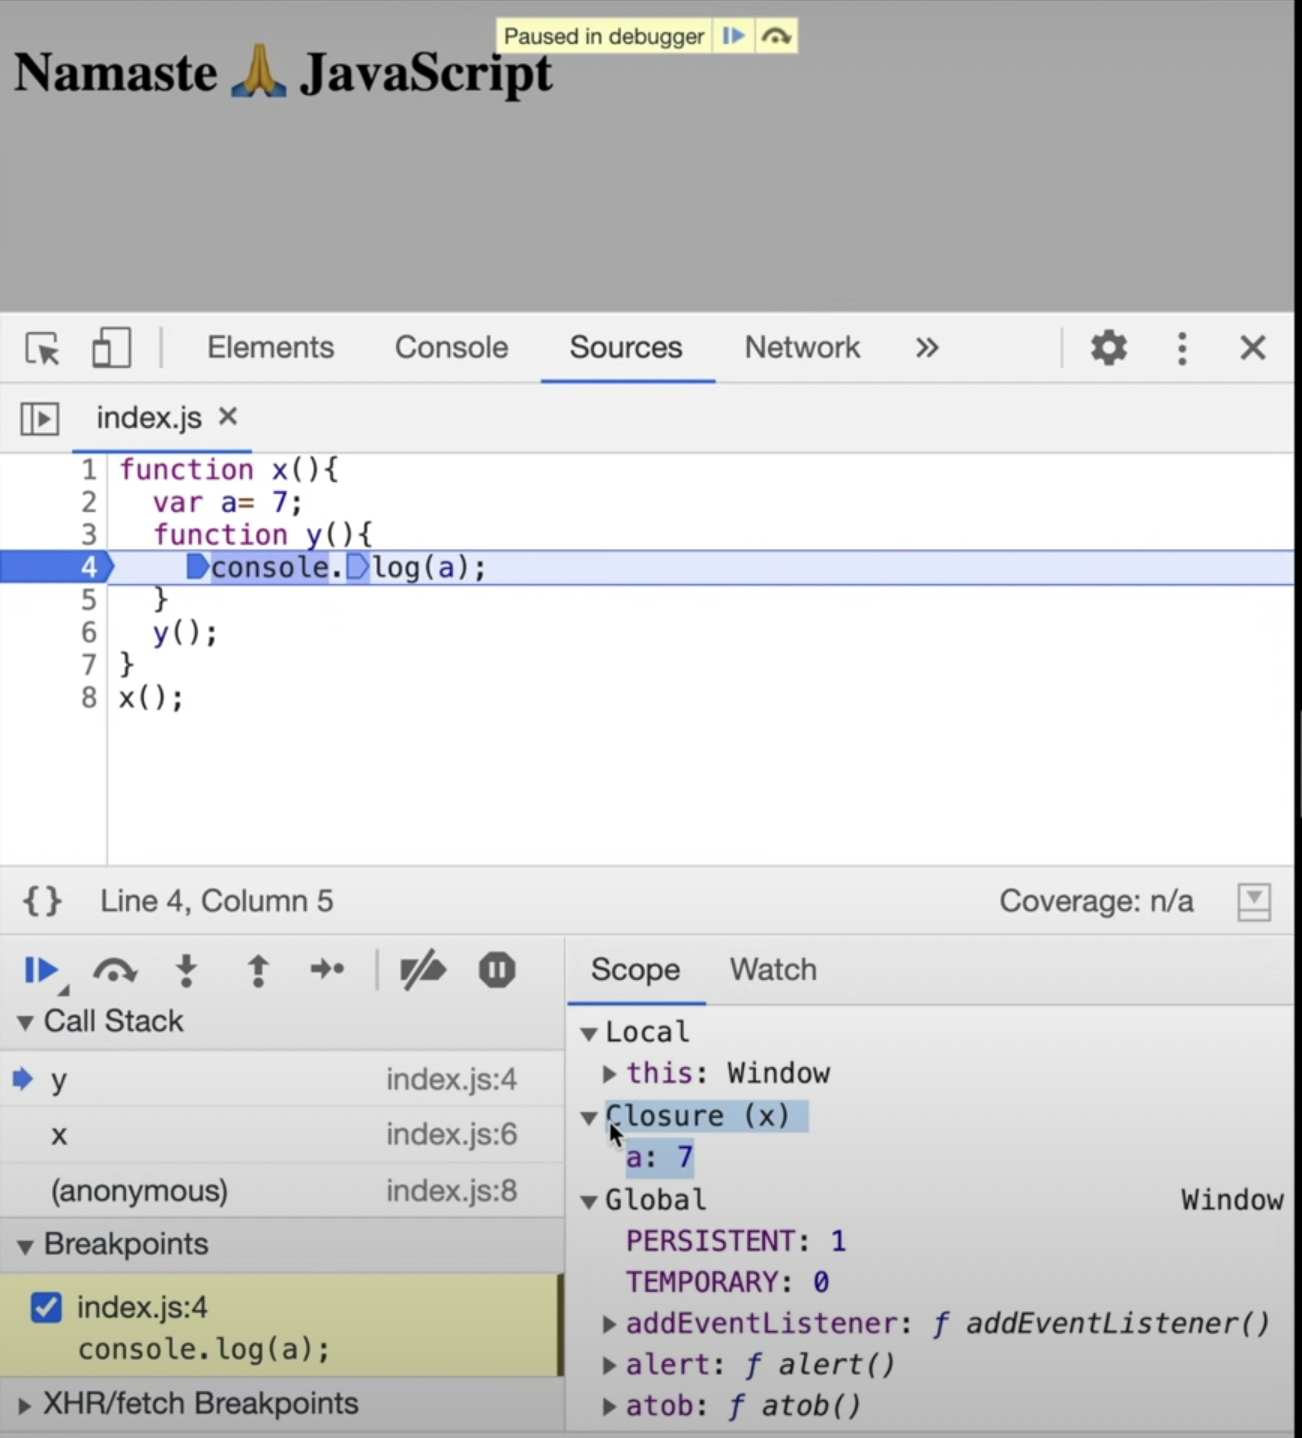 Paused in debugger
Namaste 🙏 JavaScript
Elements Console Sources Network »
index.js ×
1 function x(){
2 var a= 7;
3 function y(){
4 console.log(a);
5 }
6 y();
7 }
8 x();
{} Line 4, Column 5 Coverage: n/a
Call Stack
y index.js:4
x index.js:6
(anonymous) index.js:8
Breakpoints
index.js:4
console.log(a);
XHR/fetch Breakpoints
Scope Watch
Local
this: Window
Closure (x)
a: 7
Global Window
PERSISTENT: 1
TEMPORARY: 0
addEventListener: ƒ addEventListener()
alert: ƒ alert()
atob: ƒ atob()